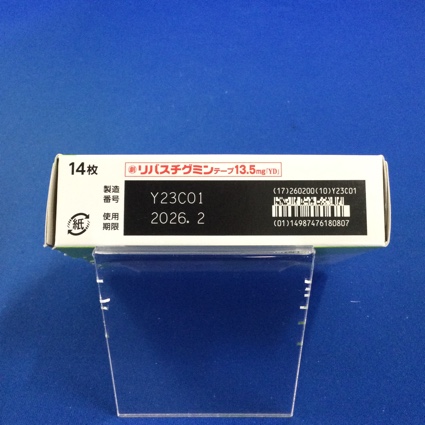 14枚
劇 リバスチグミンテープ13.5mg「YD」
製造番号 Y23C01
使用期限 2026.2
(17)260200(10)Y23C01
(01)14987476180807
紙